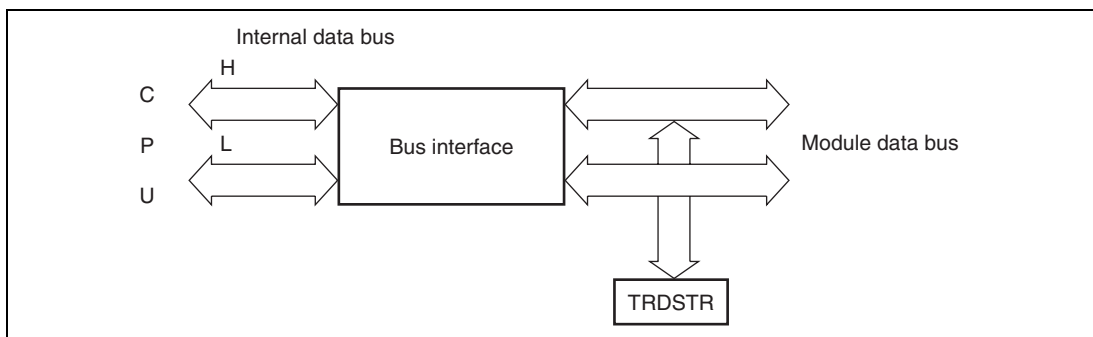 Internal data bus
H
C
P
L
U
Bus interface
Module data bus
TRDSTR